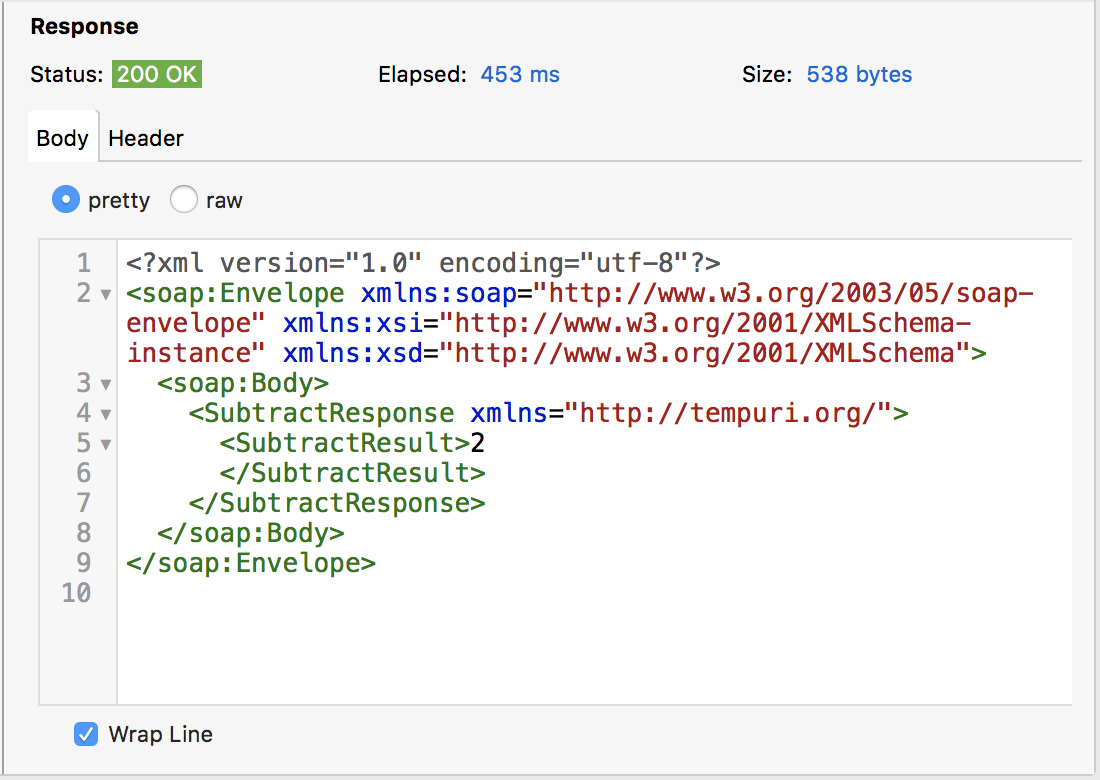 Response
Status: 200 OK Elapsed: 453 ms Size: 538 bytes
Body Header
pretty raw
1 <?xml version="1.0" encoding="utf-8"?>
2 <soap:Envelope xmlns:soap="http://www.w3.org/2003/05/soap-
envelope" xmlns:xsi="http://www.w3.org/2001/XMLSchema-
instance" xmlns:xsd="http://www.w3.org/2001/XMLSchema">
3 <soap:Body>
4 <SubtractResponse xmlns="http://tempuri.org/">
5 <SubtractResult>2
6 </SubtractResult>
7 </SubtractResponse>
8 </soap:Body>
9 </soap:Envelope>
10
Wrap Line